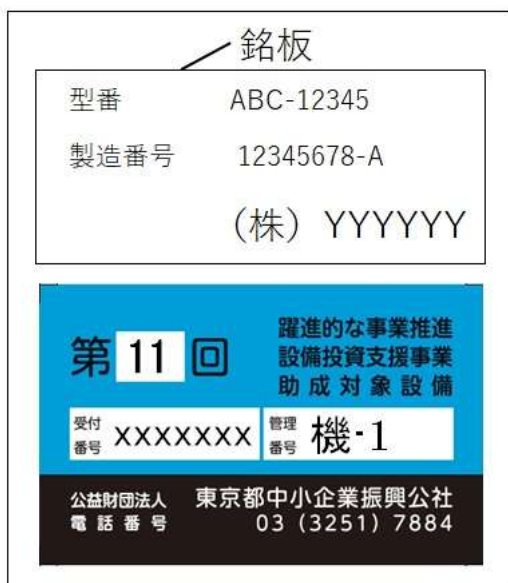 銘板
型番 ABC-12345
製造番号 12345678-A
（株）YYYYYY
第 11 回
躍進的な事業推進
設備投資支援事業
助成対象設備
受付番号 XXXXXXX
管理番号 機-1
公益財団法人 東京都中小企業振興公社
電話番号 03（3251）7884